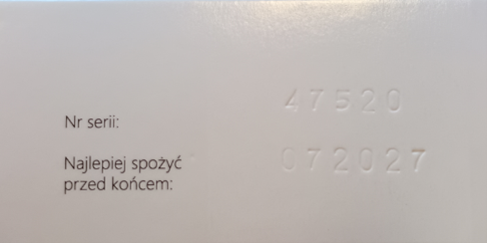 47520
Nr serii:
Najlepiej spożyć 072027
przed końcem: